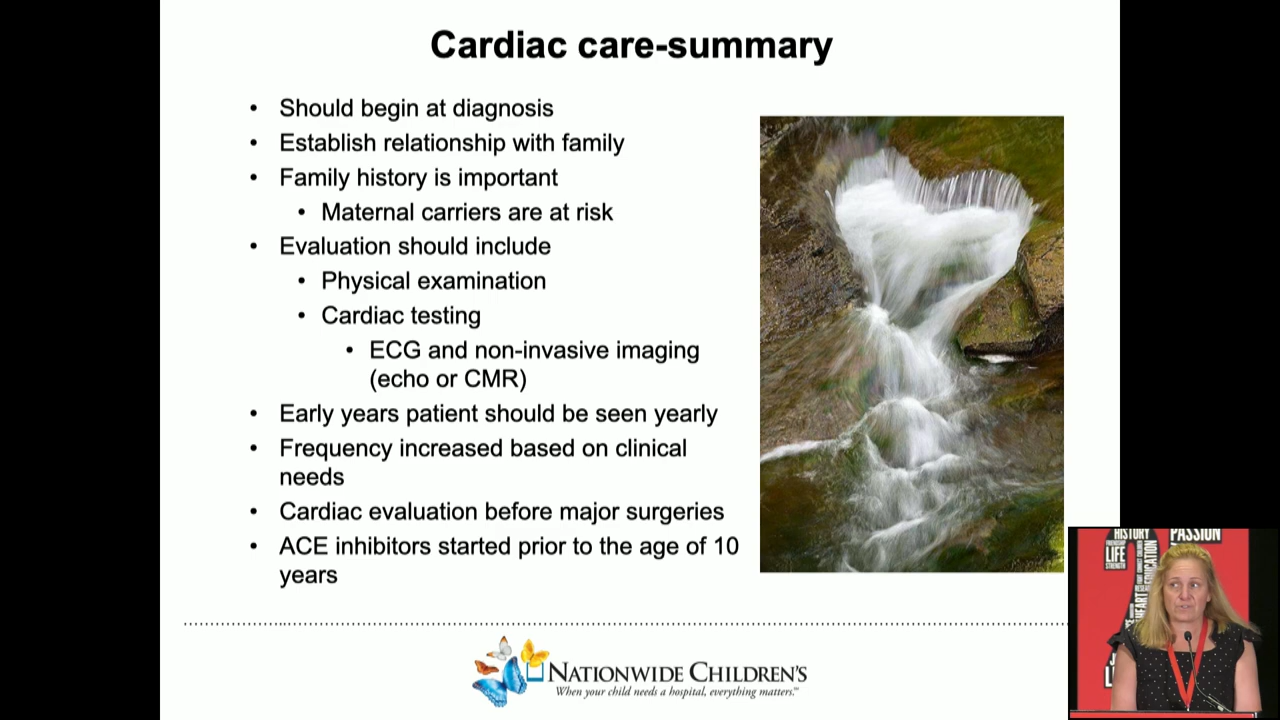 Cardiac care-summary
• Should begin at diagnosis
• Establish relationship with family
• Family history is important
• Maternal carriers are at risk
• Evaluation should include
• Physical examination
• Cardiac testing
• ECG and non-invasive imaging
(echo or CMR)
• Early years patient should be seen yearly
• Frequency increased based on clinical
needs
• Cardiac evaluation before major surgeries
• ACE inhibitors started prior to the age of 10
years
NATIONWIDE CHILDREN'S
When your child needs a hospital, everything matters.℠
HISTORY
PASSION
LIFE
STRENGTH
EDUCATION
HEART